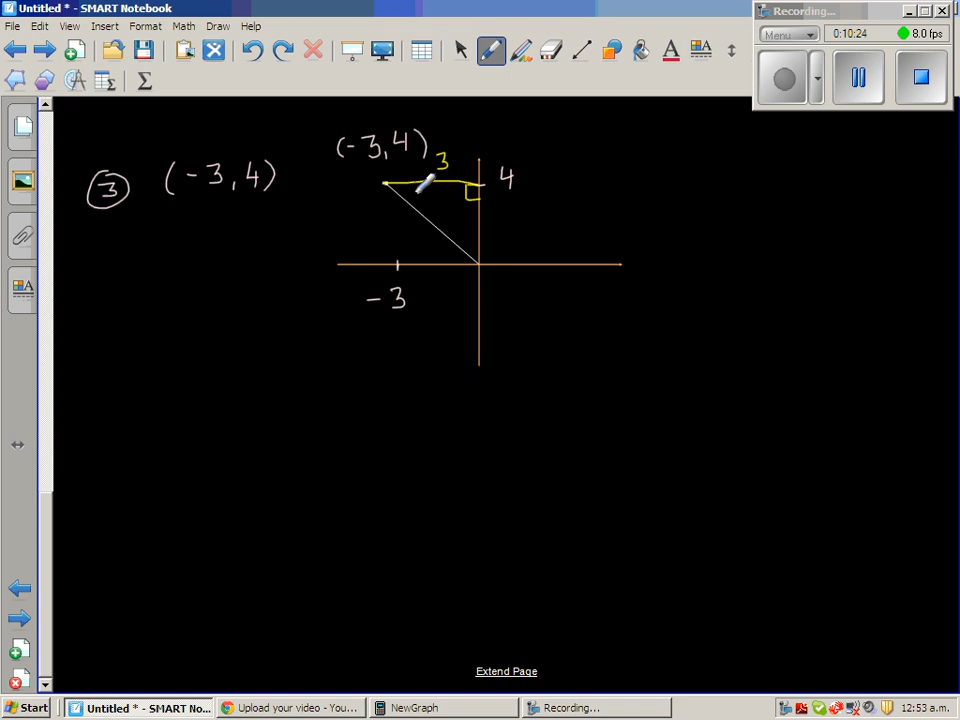 Untitled * - SMART Notebook
File Edit View Insert Format Math Draw Help
Recording...
Menu 0:10:24 8.0 fps
(-3,4)
3
3 (-3,4)
4
-3
Extend Page
Start Untitled * - SMART No... Upload your video - You... NewGraph Recording... 12:53 a.m.